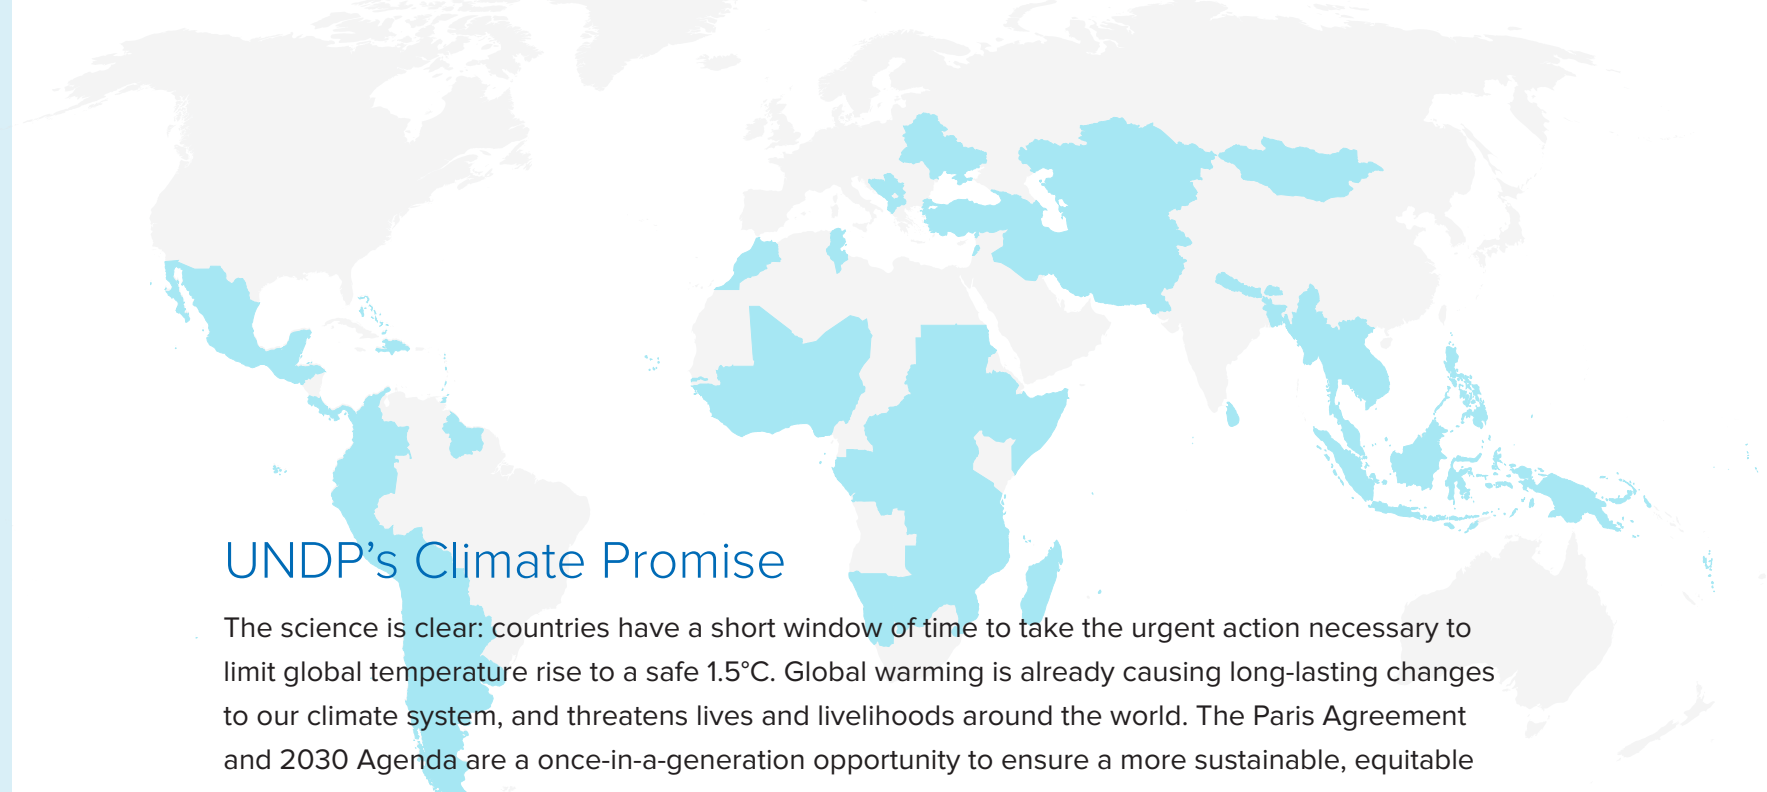 UNDP’s Climate Promise
The science is clear: countries have a short window of time to take the urgent action necessary to
limit global temperature rise to a safe 1.5°C. Global warming is already causing long-lasting changes
to our climate system, and threatens lives and livelihoods around the world. The Paris Agreement
and 2030 Agenda are a once-in-a-generation opportunity to ensure a more sustainable, equitable